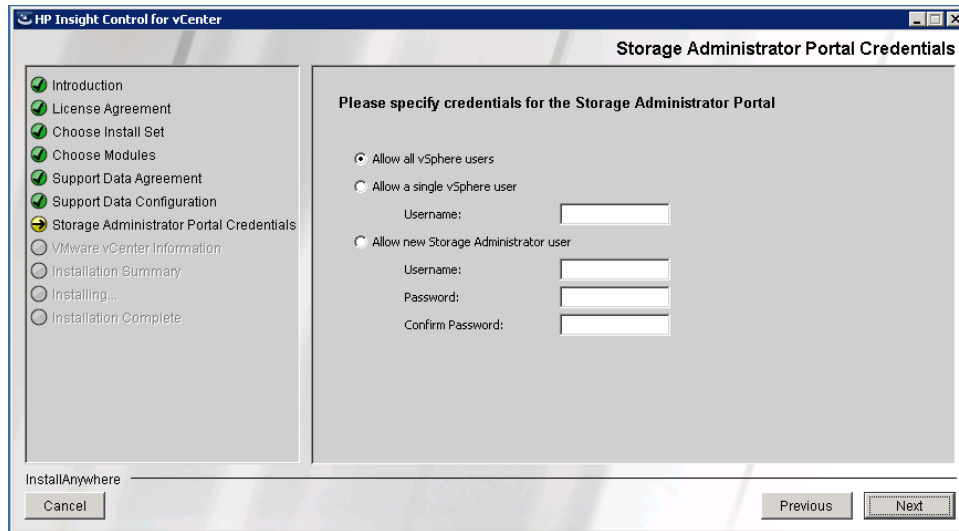 HP Insight Control for vCenter
Storage Administrator Portal Credentials
Introduction
License Agreement
Choose Install Set
Choose Modules
Support Data Agreement
Support Data Configuration
Storage Administrator Portal Credentials
VMware vCenter Information
Installation Summary
Installing...
Installation Complete
Please specify credentials for the Storage Administrator Portal
Allow all vSphere users
Allow a single vSphere user
Username:
Allow new Storage Administrator user
Username:
Password:
Confirm Password:
InstallAnywhere
Cancel
Previous
Next